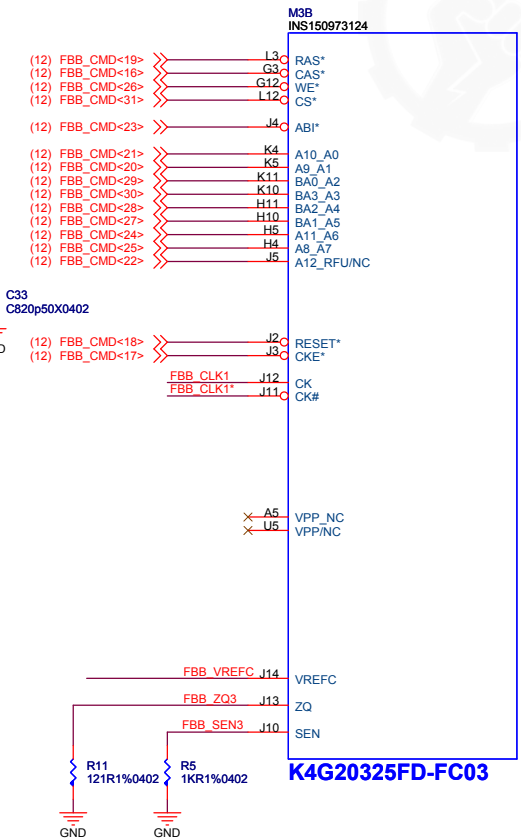 M3B
INS150973124
(12) FBB_CMD<19> L3 RAS*
(12) FBB_CMD<16> G3 CAS*
(12) FBB_CMD<26> G12 WE*
(12) FBB_CMD<31> L12 CS*
(12) FBB_CMD<23> J4 ABI*
(12) FBB_CMD<21> K4 A10_A0
(12) FBB_CMD<20> K5 A9_A1
(12) FBB_CMD<29> K11 BA0_A2
(12) FBB_CMD<30> K10 BA3_A3
(12) FBB_CMD<28> H11 BA2_A4
(12) FBB_CMD<27> H10 BA1_A5
(12) FBB_CMD<24> H5 A11_A6
(12) FBB_CMD<25> H4 A8_A7
(12) FBB_CMD<22> J5 A12_RFU/NC
C33
C820p50X0402
(12) FBB_CMD<18> J2 RESET*
(12) FBB_CMD<17> J3 CKE*
FBB_CLK1 J12 CK
FBB_CLK1* J11 CK#
A5 VPP_NC
U5 VPP/NC
FBB_VREFC J14 VREFC
FBB_ZQ3 J13 ZQ
FBB_SEN3 J10 SEN
R11
121R1%0402
R5
1KR1%0402
K4G20325FD-FC03
GND
GND